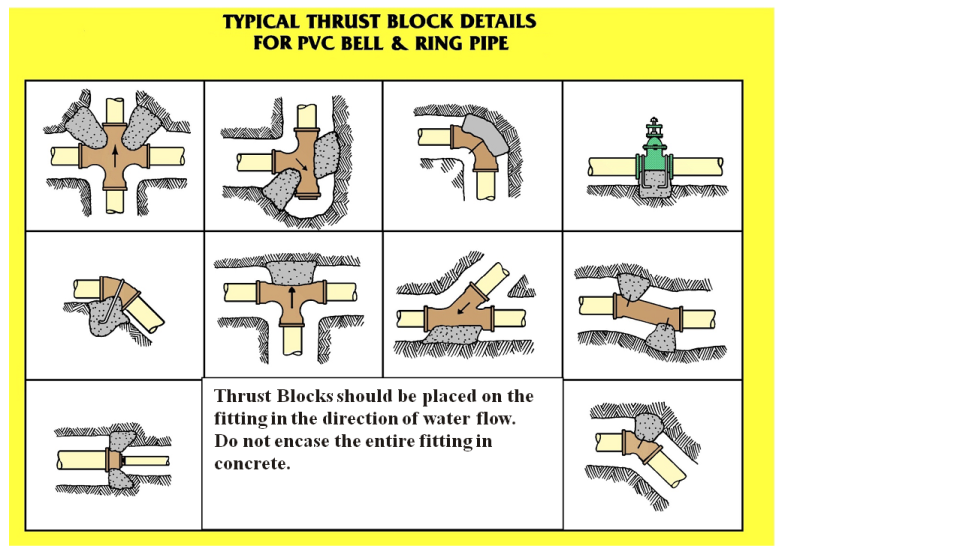 TYPICAL THRUST BLOCK DETAILS
FOR PVC BELL & RING PIPE
Thrust Blocks should be placed on the
fitting in the direction of water flow.
Do not encase the entire fitting in
concrete.